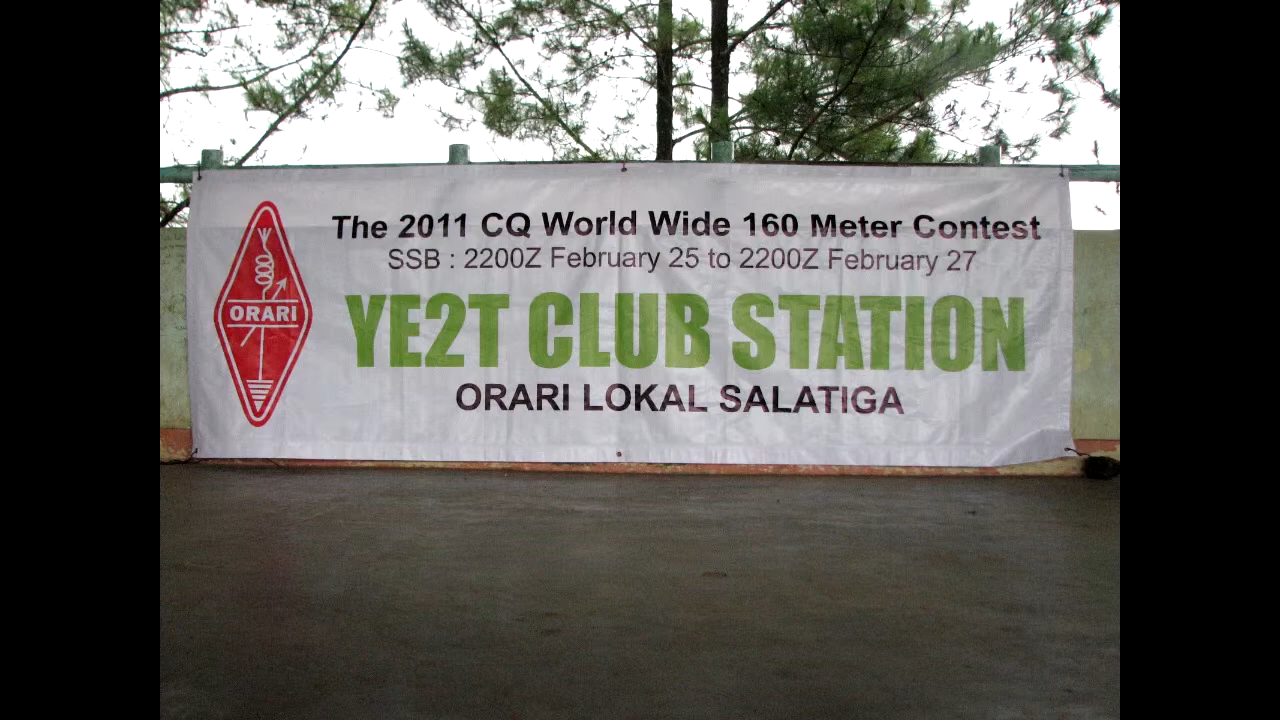 The 2011 CQ World Wide 160 Meter Contest
SSB : 2200Z February 25 to 2200Z February 27
ORARI
YE2T CLUB STATION
ORARI LOKAL SALATIGA